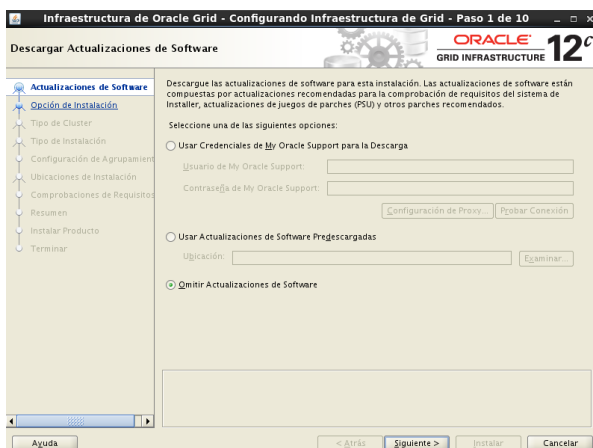 Infraestructura de Oracle Grid - Configurando Infraestructura de Grid - Paso 1 de 10
Descargar Actualizaciones de Software
ORACLE
GRID INFRASTRUCTURE
12c
Actualizaciones de Software
Opción de Instalación
Tipo de Cluster
Tipo de Instalación
Configuración de Agrupamient
Ubicaciones de Instalación
Comprobaciones de Requisitos
Resumen
Instalar Producto
Terminar
Descargue las actualizaciones de software para esta instalación. Las actualizaciones de software están
compuestas por actualizaciones recomendadas para la comprobación de requisitos del sistema de
Installer, actualizaciones de juegos de parches (PSU) y otros parches recomendados.
Seleccione una de las siguientes opciones:
Usar Credenciales de My Oracle Support para la Descarga
Usuario de My Oracle Support:
Contraseña de My Oracle Support:
Configuración de Proxy... Probar Conexión
Usar Actualizaciones de Software Predescargadas
Ubicación:
Examinar...
Omitir Actualizaciones de Software
Ayuda
< Atrás
Siguiente >
Instalar
Cancelar